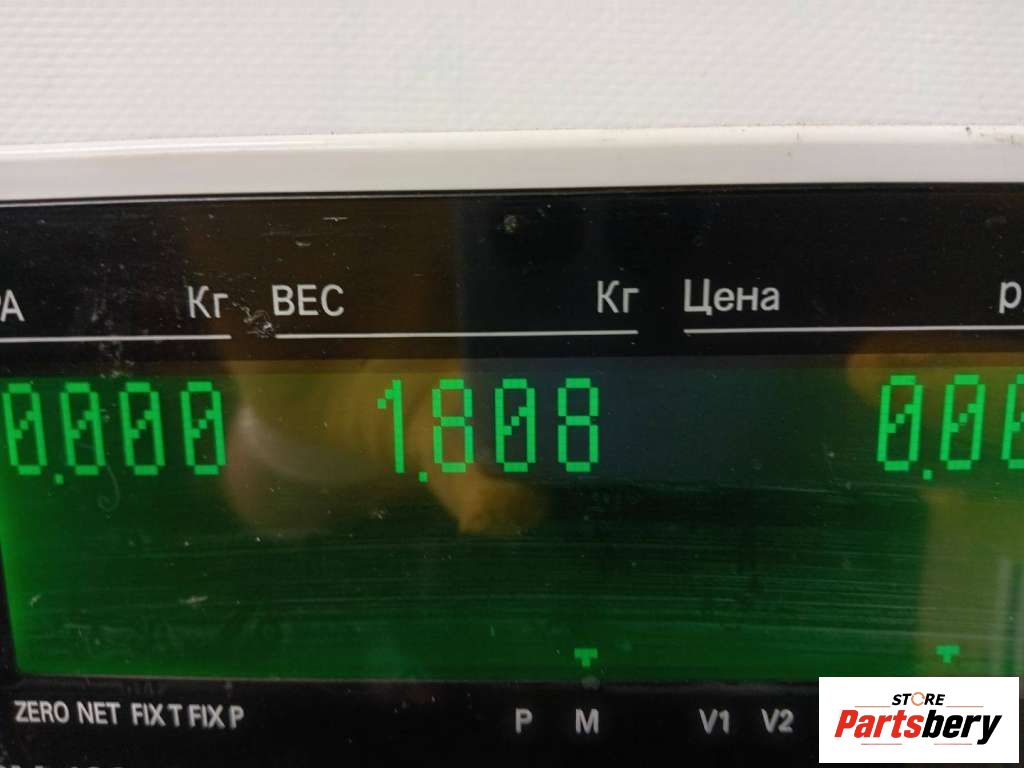 Кг ВЕС Кг Цена
0.000 1.808 0.0
ZERO NET FIX T FIX P P M V1 V2
STORE
Partsbery